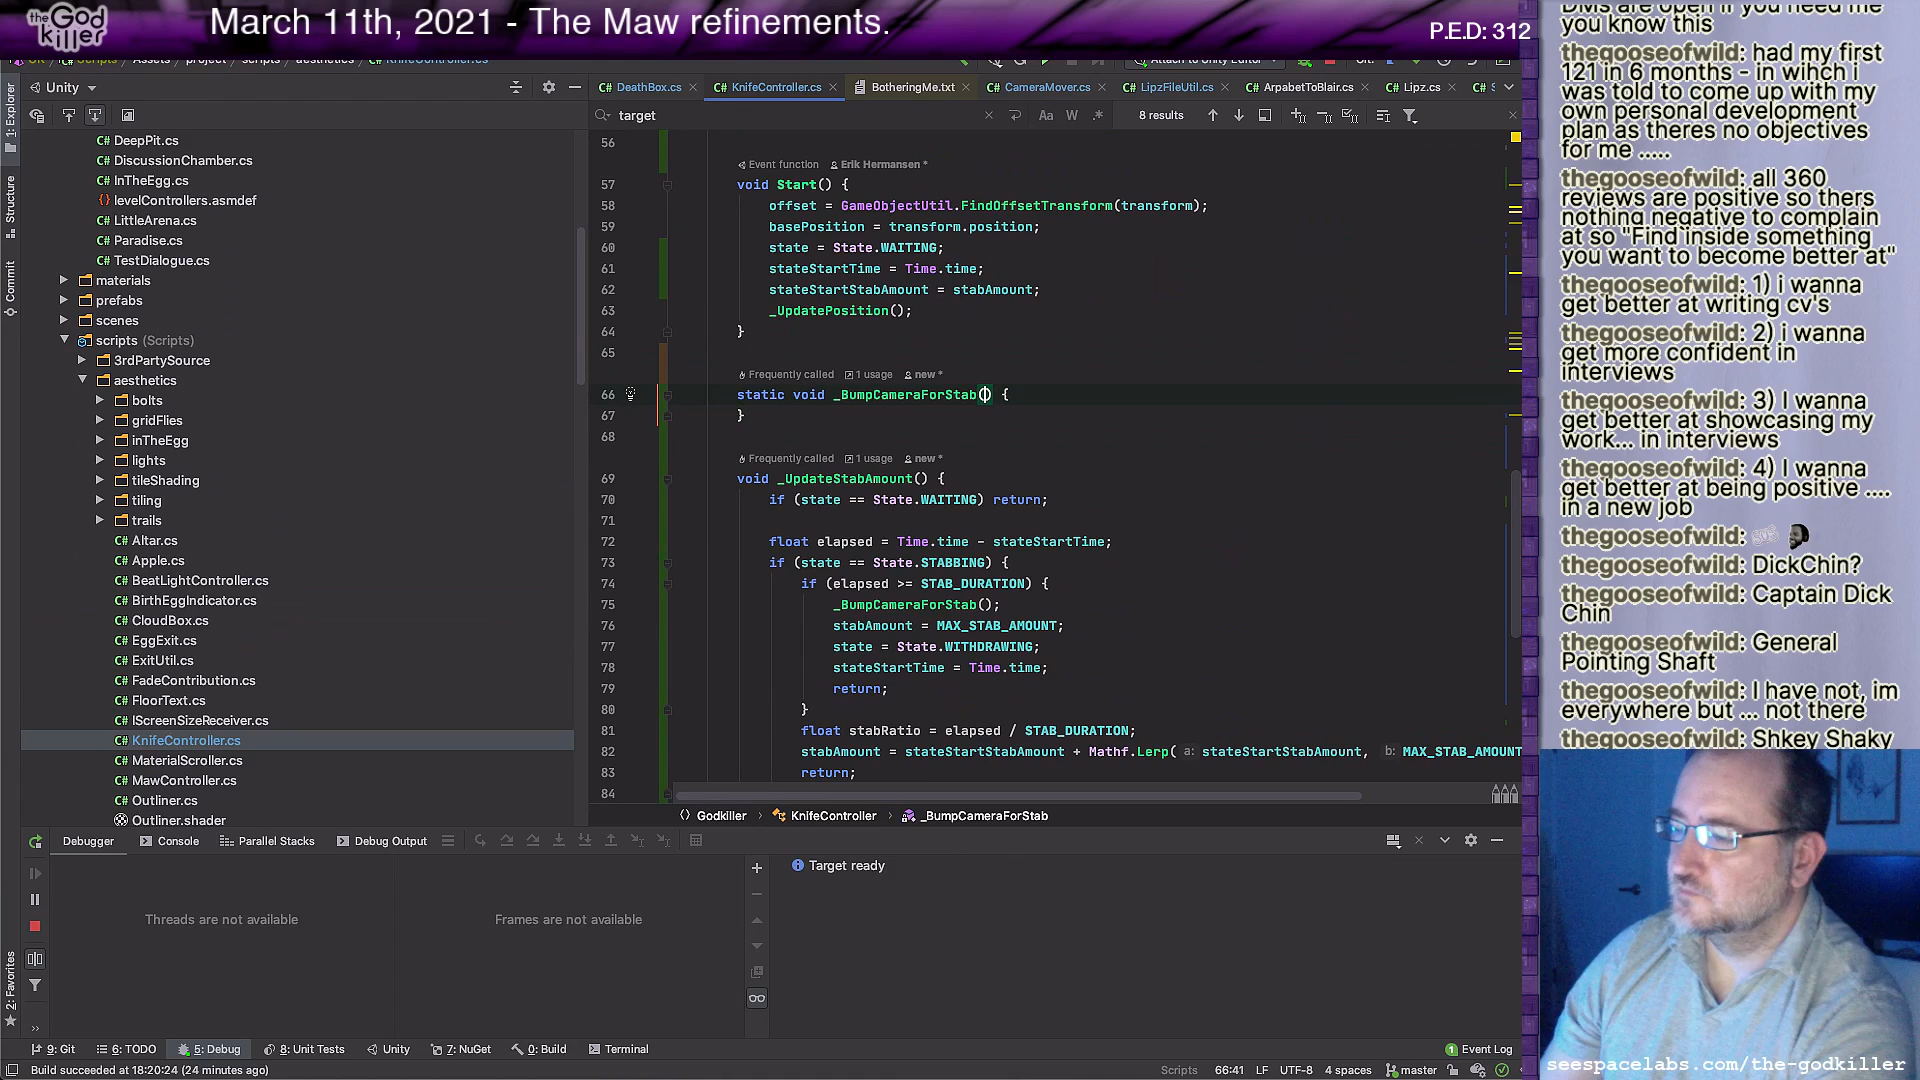 the God killer
March 11th, 2021 - The Maw refinements.
P.E.D: 312
Unity
DeathBox.cs
KnifeController.cs
BotheringMe.txt
CameraMover.cs
LipzFileUtil.cs
ArpabetToBlair.cs
Lipz.cs
target
Aa W .*
8 results
1: Explorer
Structure
Commit
2: Favorites
DeepPit.cs
DiscussionChamber.cs
InTheEgg.cs
levelControllers.asmdef
LittleArena.cs
Paradise.cs
TestDialogue.cs
materials
prefabs
scenes
scripts (Scripts)
3rdPartySource
aesthetics
bolts
gridFlies
inTheEgg
lights
tileShading
tiling
trails
Altar.cs
Apple.cs
BeatLightController.cs
BirthEggIndicator.cs
CloudBox.cs
EggExit.cs
ExitUtil.cs
FadeContribution.cs
FloorText.cs
IScreenSizeReceiver.cs
KnifeController.cs
MaterialScroller.cs
MawController.cs
Outliner.cs
Outliner.shader
56
Event function Erik Hermansen *
57 void Start() {
58 offset = GameObjectUtil.FindOffsetTransform(transform);
59 basePosition = transform.position;
60 state = State.WAITING;
61 stateStartTime = Time.time;
62 stateStartStabAmount = stabAmount;
63 _UpdatePosition();
64 }
65
Frequently called 1 usage new *
66 static void _BumpCameraForStab() {
67 }
68
Frequently called 1 usage new *
69 void _UpdateStabAmount() {
70 if (state == State.WAITING) return;
71
72 float elapsed = Time.time - stateStartTime;
73 if (state == State.STABBING) {
74 if (elapsed >= STAB_DURATION) {
75 _BumpCameraForStab();
76 stabAmount = MAX_STAB_AMOUNT;
77 state = State.WITHDRAWING;
78 stateStartTime = Time.time;
79 return;
80 }
81 float stabRatio = elapsed / STAB_DURATION;
82 stabAmount = stateStartStabAmount + Mathf.Lerp( a: stateStartStabAmount, b: MAX_STAB_AMOUNT
83 return;
84
Godkiller > KnifeController > _BumpCameraForStab
Debugger
Console
Parallel Stacks
Debug Output
Threads are not available
Frames are not available
Target ready
9: Git
6: TODO
5: Debug
8: Unit Tests
Unity
7: NuGet
0: Build
Terminal
1 Event Log
Build succeeded at 18:20:24 (24 minutes ago)
Scripts 66:41 LF UTF-8 4 spaces master
DMs are open if you need me
you know this
thegooseofwild: had my first
121 in 6 months - in wihch i
was told to come up with my
own personal development
plan as theres no objectives
for me .....
thegooseofwild: all 360
reviews are positive so thers
nothing negative to complain
at so "Find inside something
you want to become better at"
thegooseofwild: 1) i wanna
get better at writing cv's
thegooseofwild: 2) i wanna
get more confident in
interviews
thegooseofwild: 3) I wanna
get better at showcasing my
work... in interviews
thegooseofwild: 4) I wanna
get better at being positive ....
in a new job
thegooseofwild:
thegooseofwild: DickChin?
thegooseofwild: Captain Dick
Chin
thegooseofwild: General
Pointing Shaft
thegooseofwild: I have not, im
everywhere but ... not there
thegooseofwild: Shkey Shaky
seespacelabs.com/the-godkiller